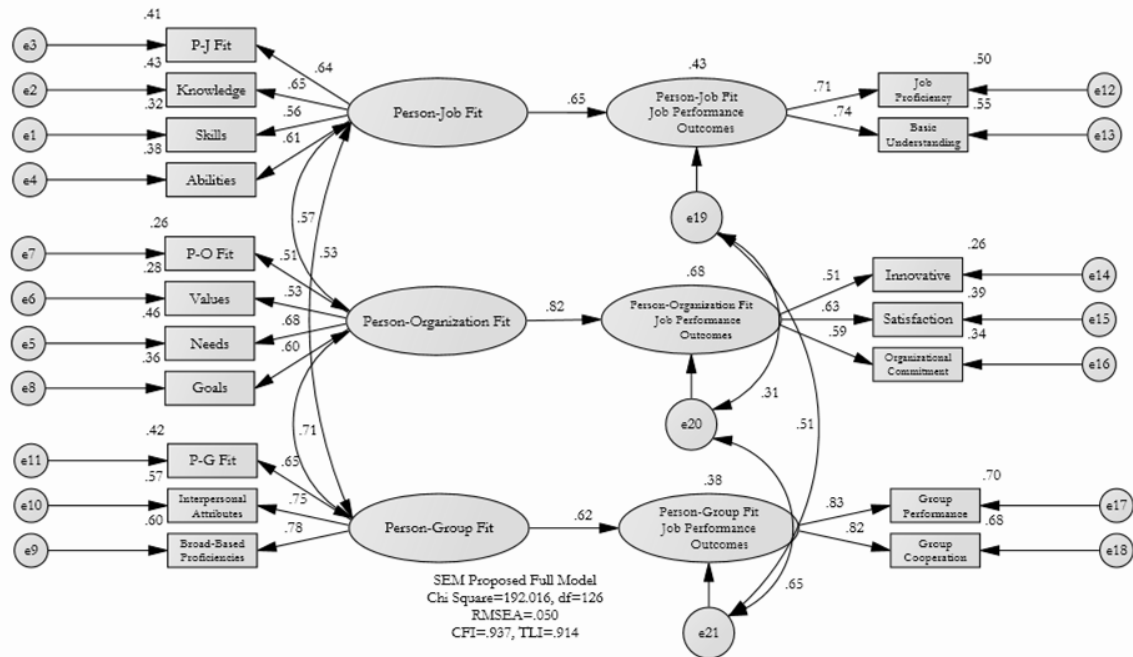 .41
e3
P-J Fit
.64
.43
e2
Knowledge
.65
.32
e1
Skills
.56
.38
e4
Abilities
.61
Person-Job Fit
.65
.43
Person-Job Fit
Job Performance
Outcomes
.71
.74
.50
Job
Proficiency
e12
.55
Basic
Understanding
e13
e19
.57
.53
.26
e7
P-O Fit
.51
.28
e6
Values
.53
.46
e5
Needs
.68
.36
e8
Goals
.60
Person-Organization Fit
.82
.68
Person-Organization Fit
Job Performance
Outcomes
.51
.63
.59
.26
Innovative
e14
.39
Satisfaction
e15
.34
Organizational
Commitment
e16
e20
.31
.51
.71
.42
e11
P-G Fit
.65
.57
e10
Interpersonal
Attributes
.75
.60
e9
Broad-Based
Proficiencies
.78
Person-Group Fit
.62
.38
Person-Group Fit
Job Performance
Outcomes
.83
.82
.70
Group
Performance
e17
.68
Group
Cooperation
e18
.65
e21
SEM Proposed Full Model
Chi Square=192.016, df=126
RMSEA=.050
CFI=.937, TLI=.914